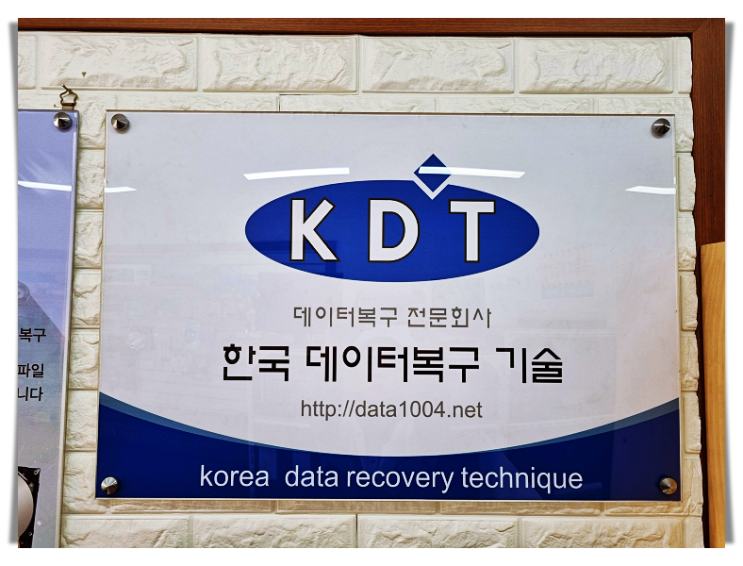 KDT
데이터복구 전문회사
한국 데이터복구 기술
http://data1004.net
korea data recovery technique
복구
파일
니다